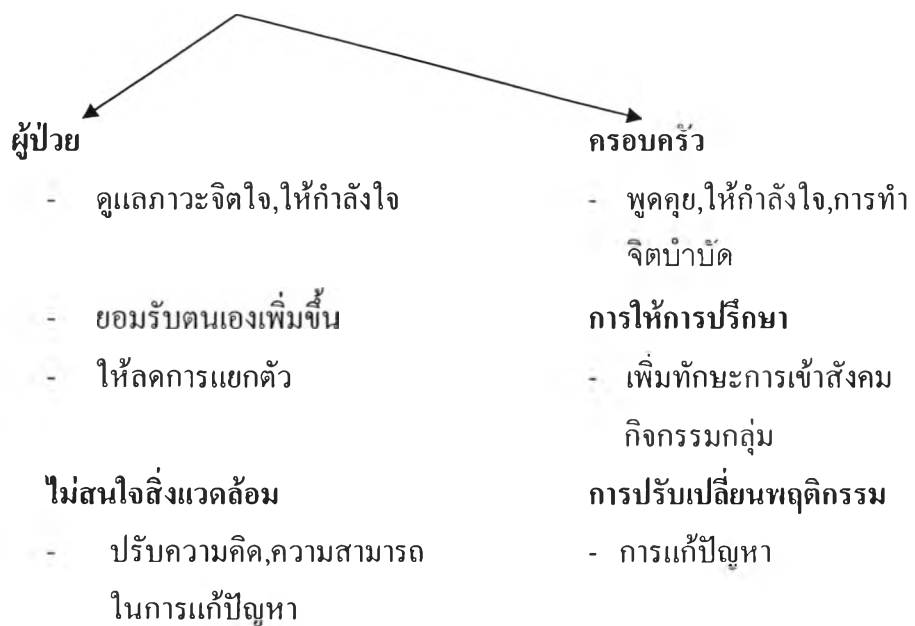 ผู้ป่วย
- ดูแลภาวะจิตใจ,ให้กำลังใจ
- ยอมรับตนเองเพิ่มขึ้น
- ให้ลดการแยกตัว
ไม่สนใจสิ่งแวดล้อม
- ปรับความคิด,ความสามารถ
ในการแก้ปัญหา
ครอบครัว
- พูดคุย,ให้กำลังใจ,การทำ
จิตบำบัด
การให้การปรึกษา
- เพิ่มทักษะการเข้าสังคม
กิจกรรมกลุ่ม
การปรับเปลี่ยนพฤติกรรม
- การแก้ปัญหา